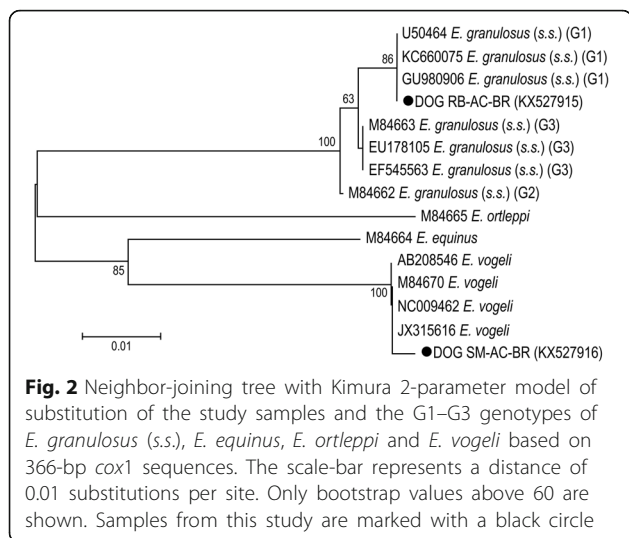 U50464 E. granulosus (s.s.) (G1)
86
KC660075 E. granulosus (s.s.) (G1)
GU980906 E. granulosus (s.s.) (G1)
●DOG RB-AC-BR (KX527915)
63
M84663 E. granulosus (s.s.) (G3)
EU178105 E. granulosus (s.s.) (G3)
100
EF545563 E. granulosus (s.s.) (G3)
M84662 E. granulosus (s.s.) (G2)
M84665 E. ortleppi
M84664 E. equinus
85
AB208546 E. vogeli
M84670 E. vogeli
100
NC009462 E. vogeli
JX315616 E. vogeli
●DOG SM-AC-BR (KX527916)
0.01
Fig. 2 Neighbor-joining tree with Kimura 2-parameter model of
substitution of the study samples and the G1–G3 genotypes of
E. granulosus (s.s.), E. equinus, E. ortleppi and E. vogeli based on
366-bp cox1 sequences. The scale-bar represents a distance of
0.01 substitutions per site. Only bootstrap values above 60 are
shown. Samples from this study are marked with a black circle